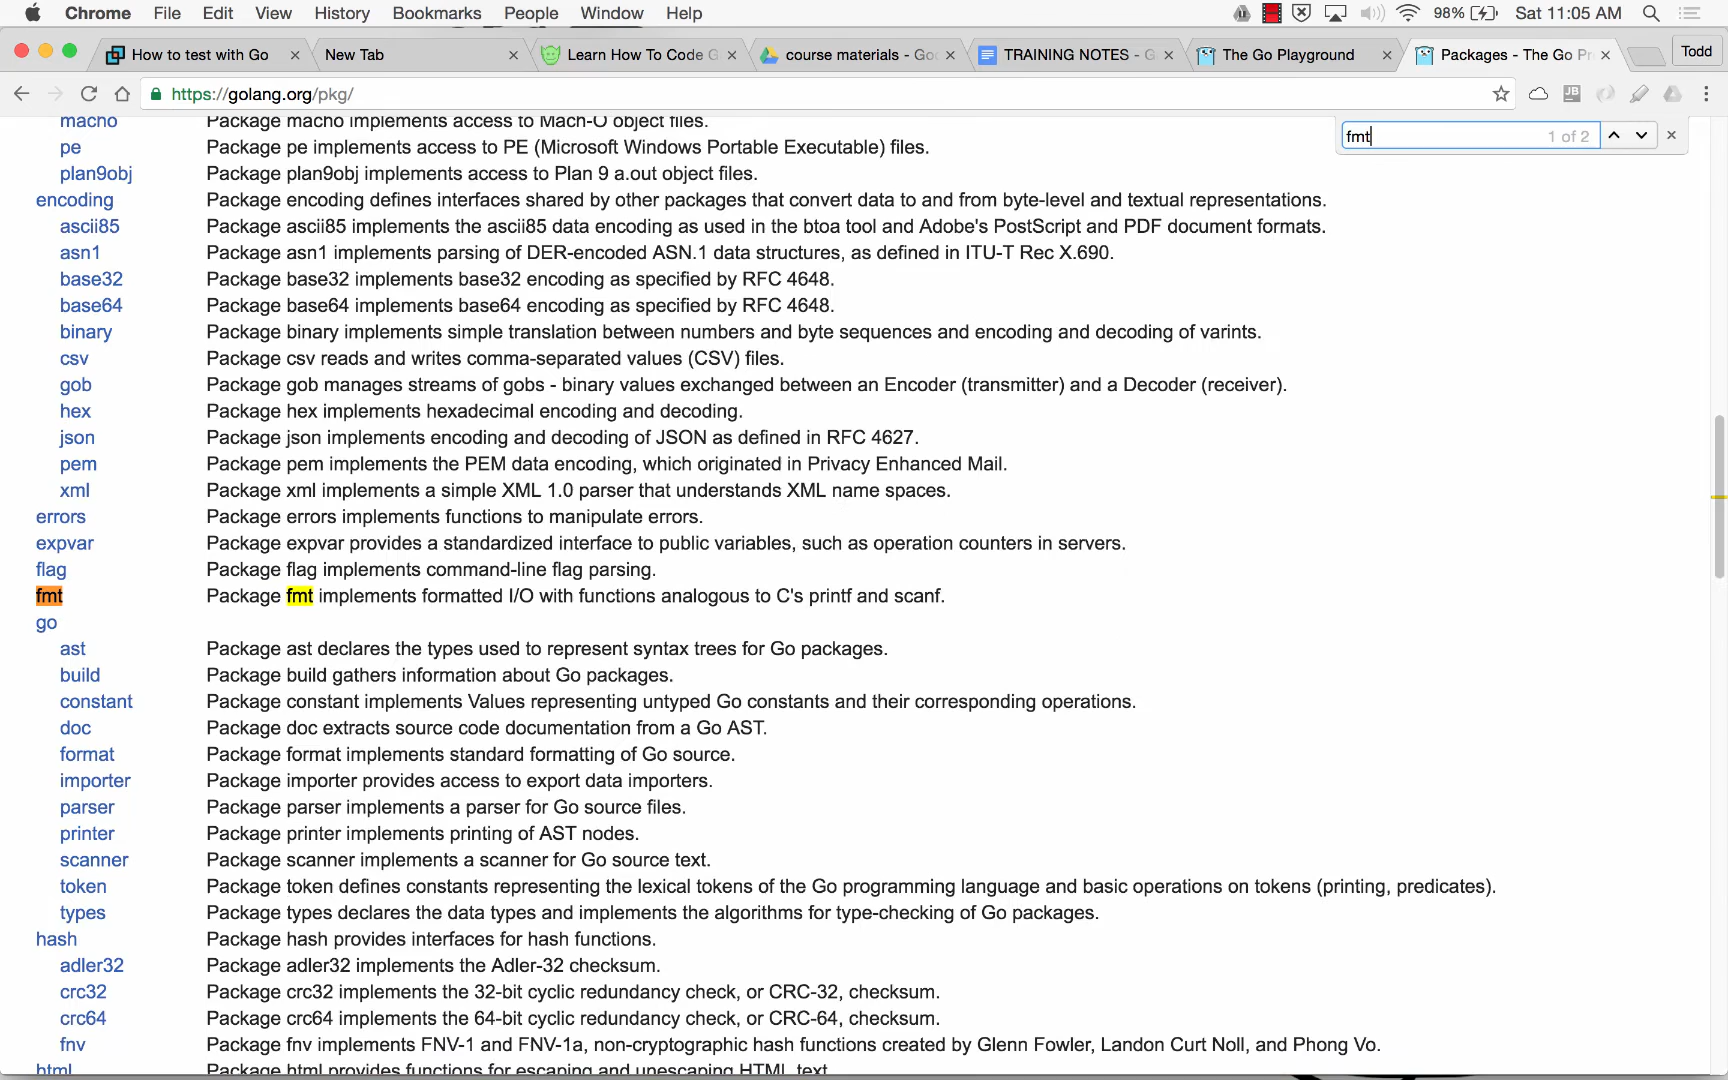 Chrome File Edit View History Bookmarks People Window Help 98% Sat 11:05 AM
How to test with Go New Tab Learn How To Code G course materials - Goo TRAINING NOTES - G The Go Playground Packages - The Go Pr Todd
https://golang.org/pkg/ JB
fmt 1 of 2
macho Package macho implements access to Mach-O object files.
pe Package pe implements access to PE (Microsoft Windows Portable Executable) files.
plan9obj Package plan9obj implements access to Plan 9 a.out object files.
encoding Package encoding defines interfaces shared by other packages that convert data to and from byte-level and textual representations.
ascii85 Package ascii85 implements the ascii85 data encoding as used in the btoa tool and Adobe's PostScript and PDF document formats.
asn1 Package asn1 implements parsing of DER-encoded ASN.1 data structures, as defined in ITU-T Rec X.690.
base32 Package base32 implements base32 encoding as specified by RFC 4648.
base64 Package base64 implements base64 encoding as specified by RFC 4648.
binary Package binary implements simple translation between numbers and byte sequences and encoding and decoding of varints.
csv Package csv reads and writes comma-separated values (CSV) files.
gob Package gob manages streams of gobs - binary values exchanged between an Encoder (transmitter) and a Decoder (receiver).
hex Package hex implements hexadecimal encoding and decoding.
json Package json implements encoding and decoding of JSON as defined in RFC 4627.
pem Package pem implements the PEM data encoding, which originated in Privacy Enhanced Mail.
xml Package xml implements a simple XML 1.0 parser that understands XML name spaces.
errors Package errors implements functions to manipulate errors.
expvar Package expvar provides a standardized interface to public variables, such as operation counters in servers.
flag Package flag implements command-line flag parsing.
fmt Package fmt implements formatted I/O with functions analogous to C's printf and scanf.
go
ast Package ast declares the types used to represent syntax trees for Go packages.
build Package build gathers information about Go packages.
constant Package constant implements Values representing untyped Go constants and their corresponding operations.
doc Package doc extracts source code documentation from a Go AST.
format Package format implements standard formatting of Go source.
importer Package importer provides access to export data importers.
parser Package parser implements a parser for Go source files.
printer Package printer implements printing of AST nodes.
scanner Package scanner implements a scanner for Go source text.
token Package token defines constants representing the lexical tokens of the Go programming language and basic operations on tokens (printing, predicates).
types Package types declares the data types and implements the algorithms for type-checking of Go packages.
hash Package hash provides interfaces for hash functions.
adler32 Package adler32 implements the Adler-32 checksum.
crc32 Package crc32 implements the 32-bit cyclic redundancy check, or CRC-32, checksum.
crc64 Package crc64 implements the 64-bit cyclic redundancy check, or CRC-64, checksum.
fnv Package fnv implements FNV-1 and FNV-1a, non-cryptographic hash functions created by Glenn Fowler, Landon Curt Noll, and Phong Vo.
html Package html provides functions for escaping and unescaping HTML text.